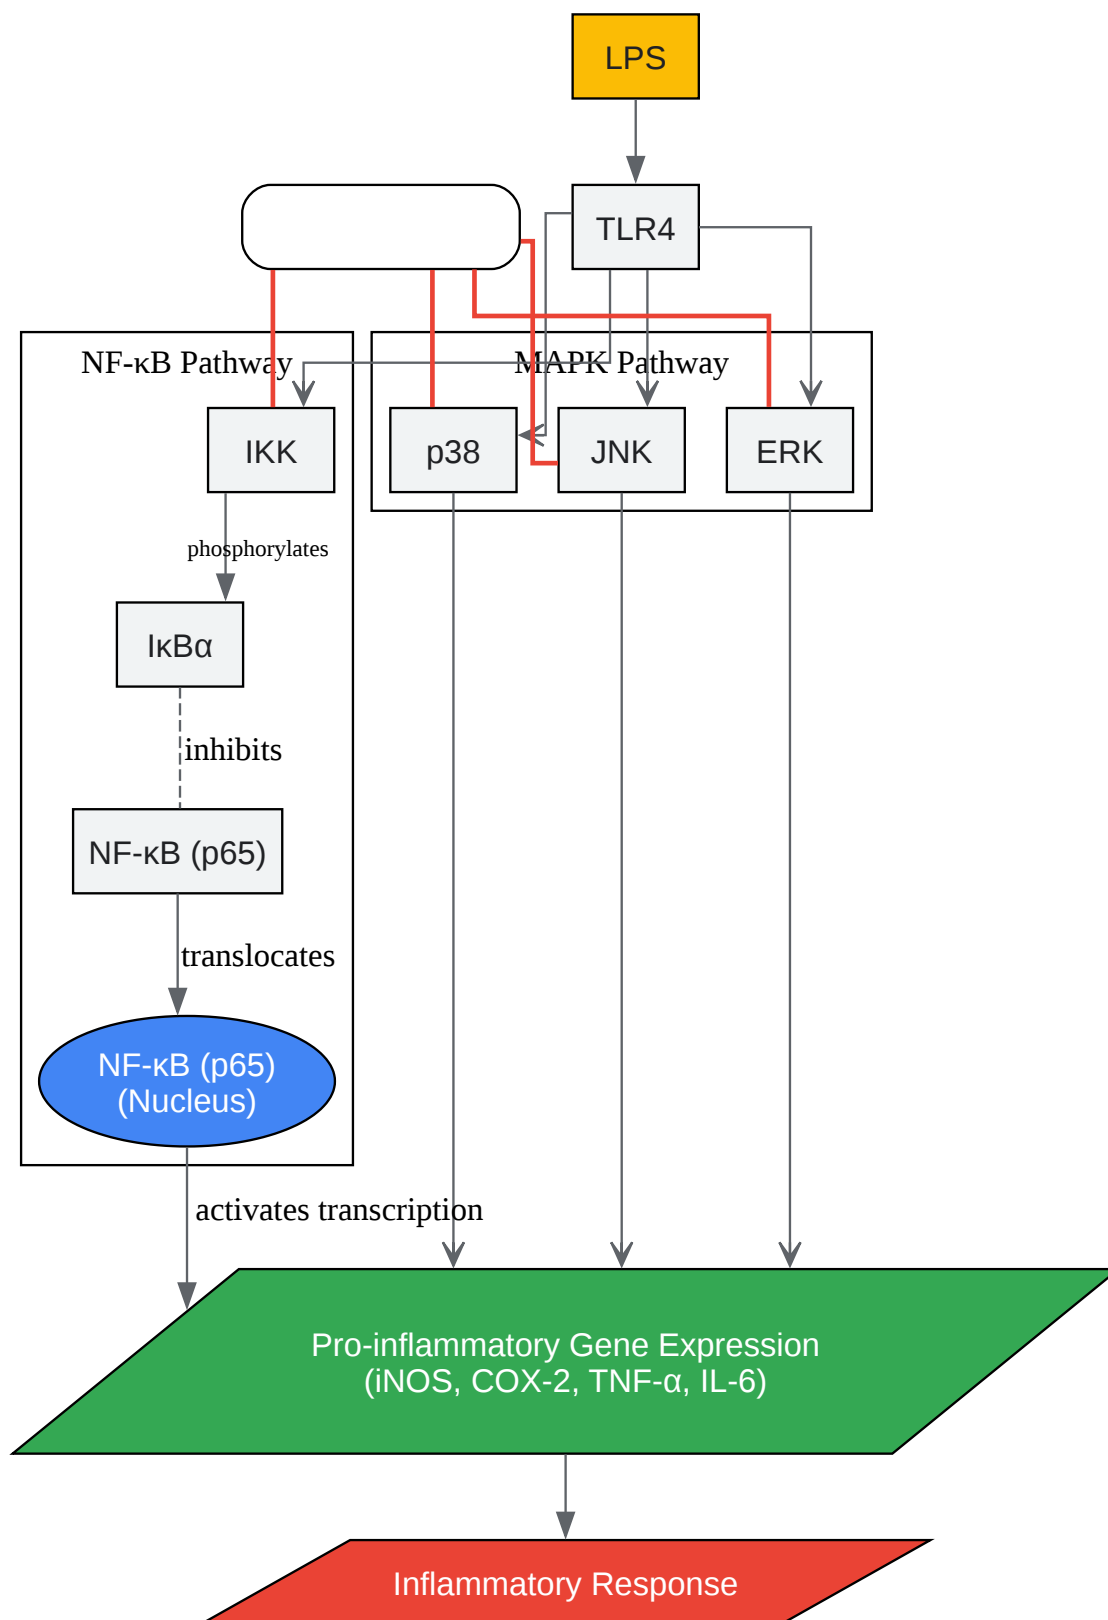 LPS
TLR4
NF-κB Pathway
MAPK Pathway
IKK
p38
JNK
ERK
phosphorylates
IκBα
inhibits
NF-κB (p65)
translocates
NF-κB (p65)
(Nucleus)
activates transcription
Pro-inflammatory Gene Expression
(iNOS, COX-2, TNF-α, IL-6)
Inflammatory Response